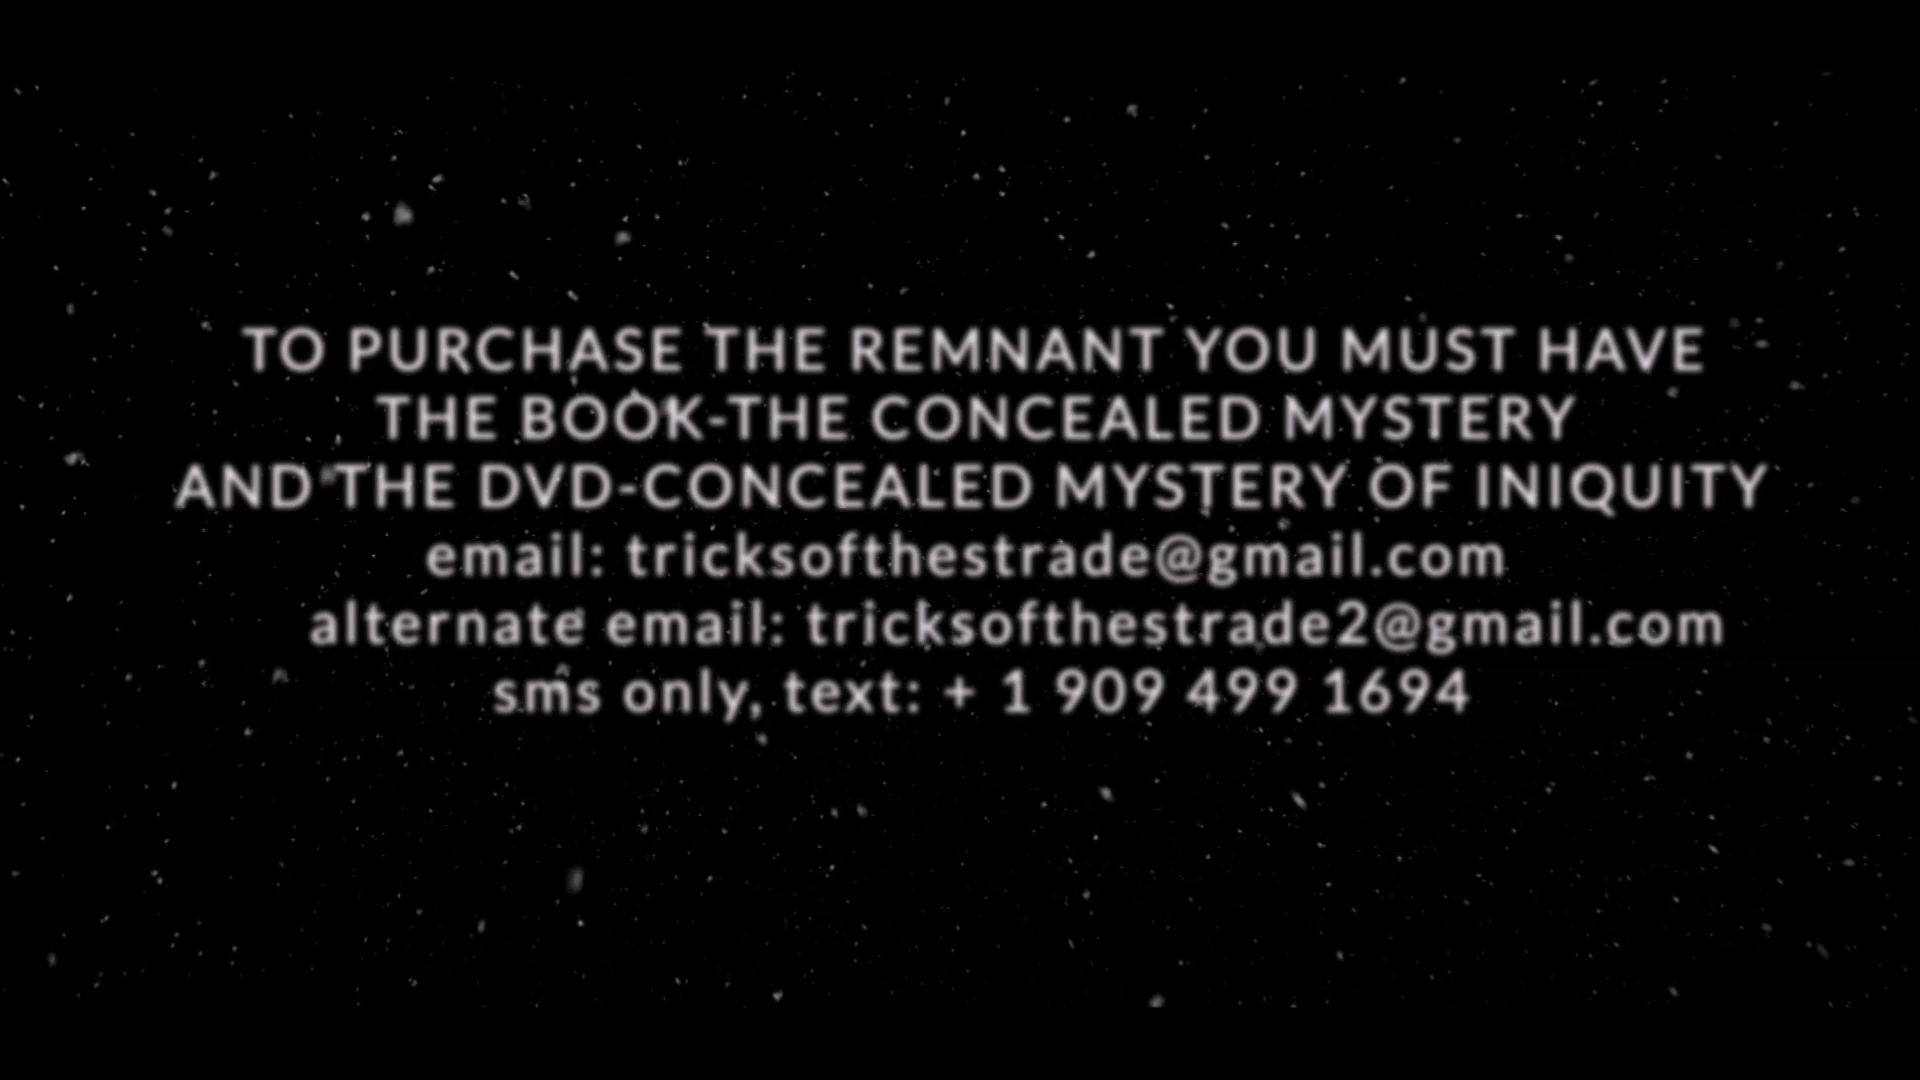 TO PURCHASE THE REMNANT YOU MUST HAVE
THE BOOK-THE CONCEALED MYSTERY
AND THE DVD-CONCEALED MYSTERY OF INIQUITY
email: tricksofthestrade@gmail.com
alternate email: tricksofthestrade2@gmail.com
sms only, text: + 1 909 499 1694